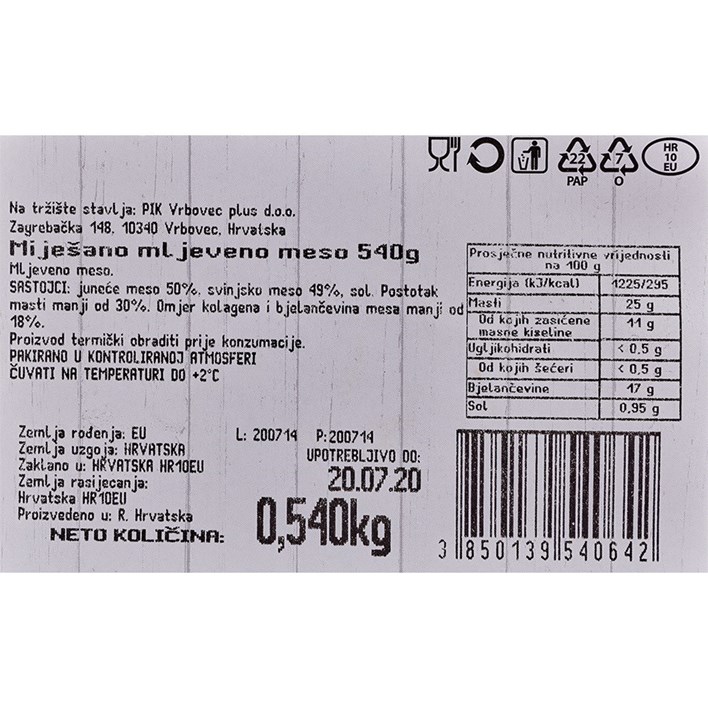 22
PAP
7
O
HR
10
EU
Na tržište stavlja: PIK Vrbovec plus d.o.o.
Zagrebačka 148, 10340 Vrbovec, Hrvatska
Miješano mljeveno meso 540g
Mljeveno meso.
SASTOJCI: juneće meso 50%, svinjsko meso 49%, sol. Postotak
masti manji od 30%. Omjer kolagena i bjelančevina mesa manji od
18%.
Proizvod termički obraditi prije konzumacije.
PAKIRANO U KONTROLIRANOJ ATMOSFERI
ČUVATI NA TEMPERATURI DO +2°C
Prosječne nutritivne vrijednosti
na 100 g
Energija (kJ/kcal) 1225/295
Masti 25 g
Od kojih zasićene 11 g
masne kiseline
Ugljikohidrati < 0,5 g
Od kojih šećeri < 0,5 g
Bjelančevine 17 g
Sol 0,95 g
Zemlja rođenja: EU
Zemlja uzgoja: HRVATSKA
Zaklano u: HRVATSKA HR10EU
Zemlja rasijecanja:
Hrvatska HR10EU
Proizvedeno u: R. Hrvatska
L: 200714 P:200714
UPOTREBLJIVO DO:
20.07.20
NETO KOLIČINA: 0,540kg
3 850139 540642